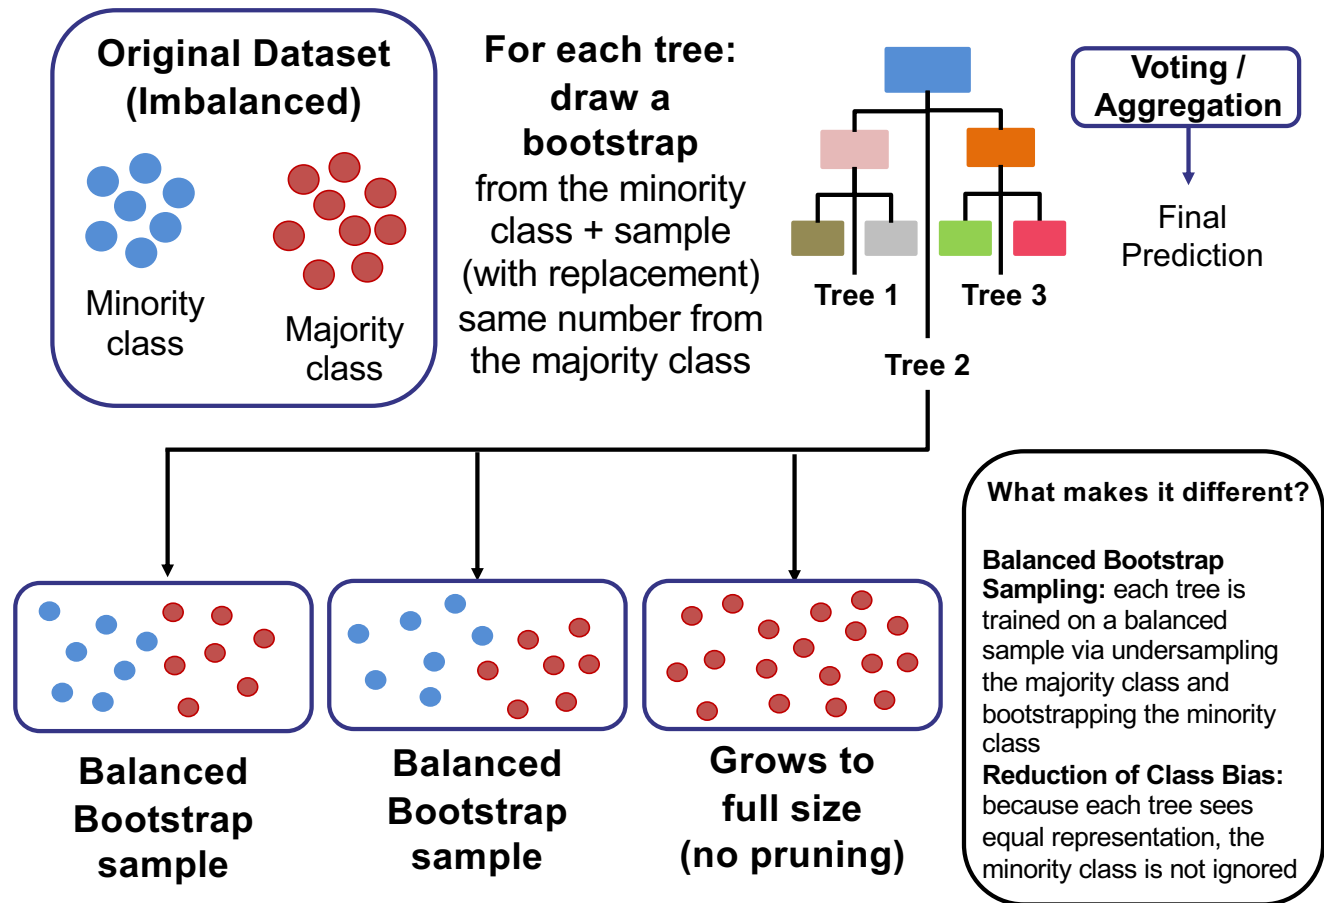 Original Dataset
(Imbalanced)
Minority
class
Majority
class
For each tree:
draw a
bootstrap
from the minority
class + sample
(with replacement)
same number from
the majority class
Tree 1
Tree 3
Tree 2
Voting /
Aggregation
Final
Prediction
Balanced
Bootstrap
sample
Balanced
Bootstrap
sample
Grows to
full size
(no pruning)
What makes it different?
Balanced Bootstrap
Sampling: each tree is
trained on a balanced
sample via undersampling
the majority class and
bootstrapping the minority
class
Reduction of Class Bias:
because each tree sees
equal representation, the
minority class is not ignored